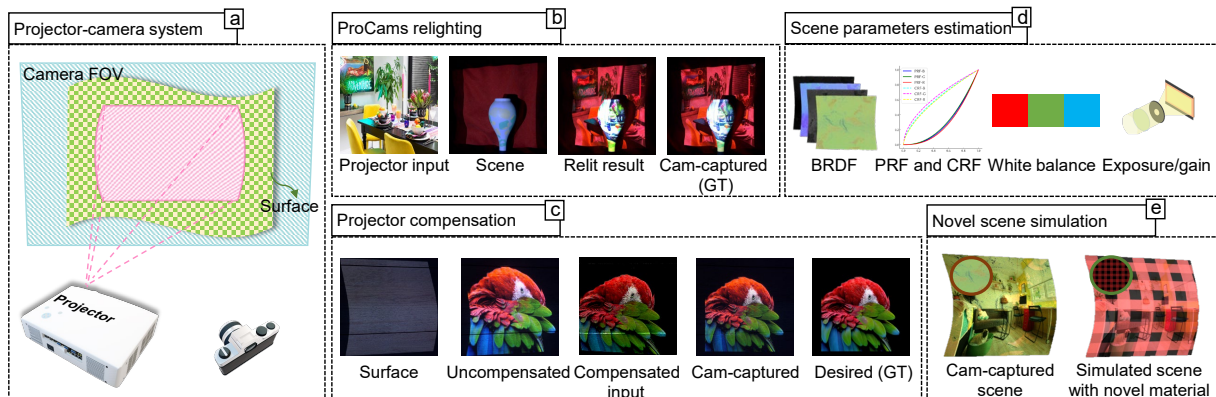 Projector-camera system
a
Camera FOV
Surface
Projector
ProCams relighting
b
Projector input
Scene
Relit result
Cam-captured
(GT)
Projector compensation
c
Surface
Uncompensated
Compensated
input
Cam-captured
Desired (GT)
Scene parameters estimation
d
BRDF
PRF and CRF
White balance
Exposure/gain
Novel scene simulation
e
Cam-captured
scene
Simulated scene
with novel material